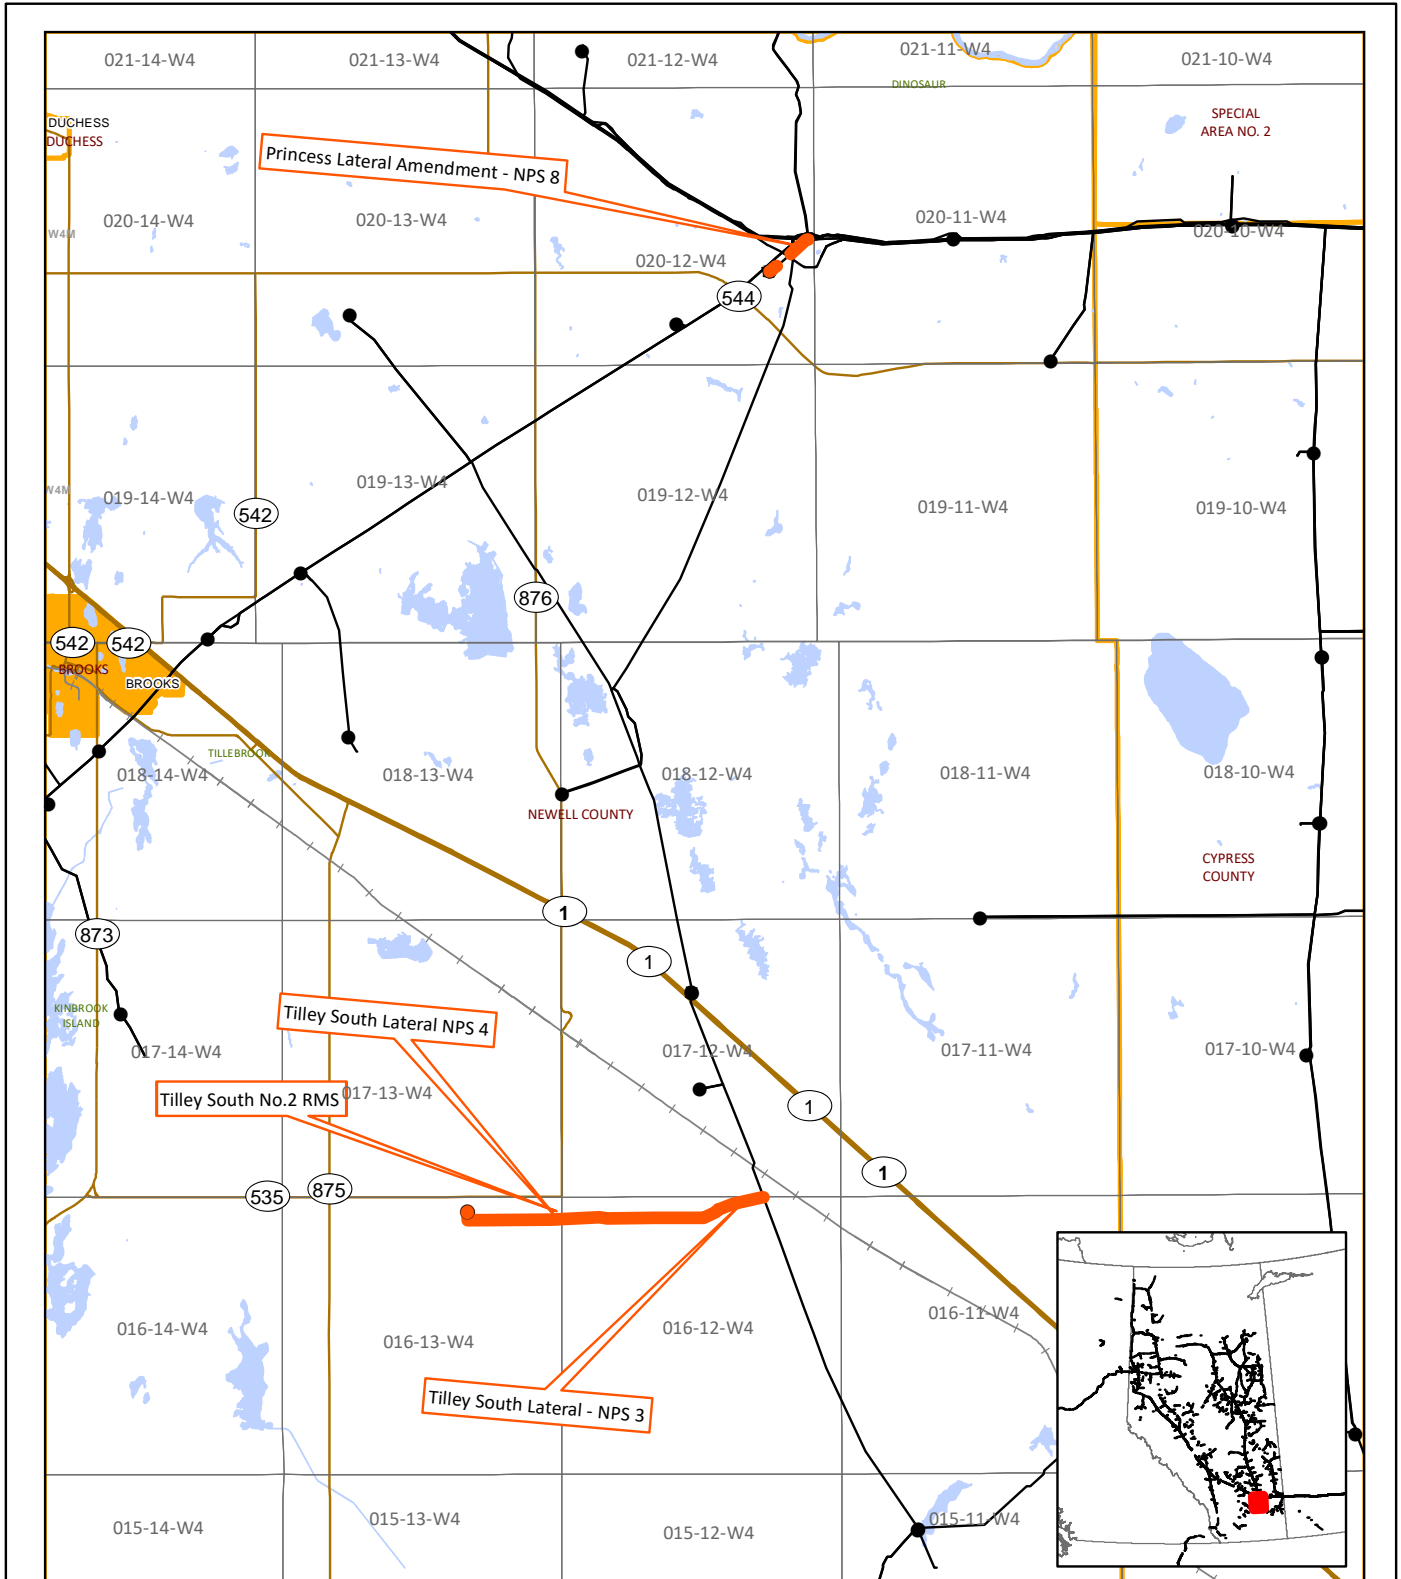 021-14-W4
021-13-W4
021-12-W4
021-11-W4
021-10-W4
DINOSAUR
SPECIAL
AREA NO. 2
DUCHESS
DUCHESS
Princess Lateral Amendment - NPS 8
020-14-W4
020-13-W4
020-11-W4
020-10-W4
W4M
020-12-W4
544
019-14-W4
019-13-W4
019-12-W4
019-11-W4
019-10-W4
W4M
542
876
542
542
BROOKS
BROOKS
TILLEBROOK
018-14-W4
018-13-W4
018-12-W4
018-11-W4
018-10-W4
NEWELL COUNTY
CYPRESS
COUNTY
1
873
1
KINBROOK
ISLAND
Tilley South Lateral NPS 4
017-14-W4
017-12-W4
017-11-W4
017-10-W4
Tilley South No.2 RMS
017-13-W4
1
1
535
875
016-14-W4
016-13-W4
016-12-W4
016-11-W4
Tilley South Lateral - NPS 3
015-14-W4
015-13-W4
015-12-W4
015-11-W4